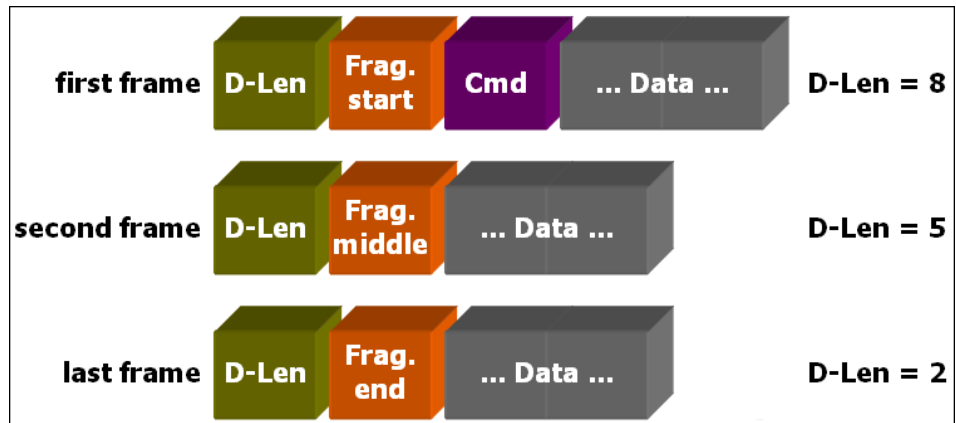 first frame D-Len Frag. start Cmd ... Data ... D-Len = 8
second frame D-Len Frag. middle ... Data ... D-Len = 5
last frame D-Len Frag. end ... Data ... D-Len = 2